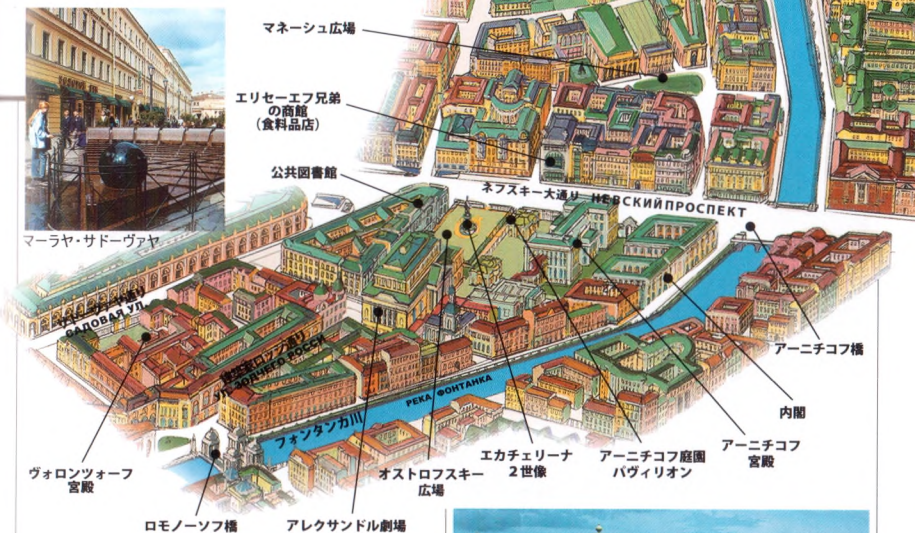 マネージュ広場
エリセーエフ兄弟
の商館
（食料品店）
公共図書館
ネフスキー大通り НЕВСКИЙ ПРОСПЕКТ
マーラヤ・サドーヴァヤ
САДОВАЯ УЛ.
УЛ. ЗОДЧЕГО РОССИ
РЕКА ФОНТАНКА
フォンタンカ川
アーニチコフ橋
内閣
アーニチコフ
宮殿
アーニチコフ庭園
パヴィリオン
エカチェリーナ
2世像
オストロフスキー
広場
ヴォロンツォーフ
宮殿
ロモノーソフ橋
アレクサンドル劇場